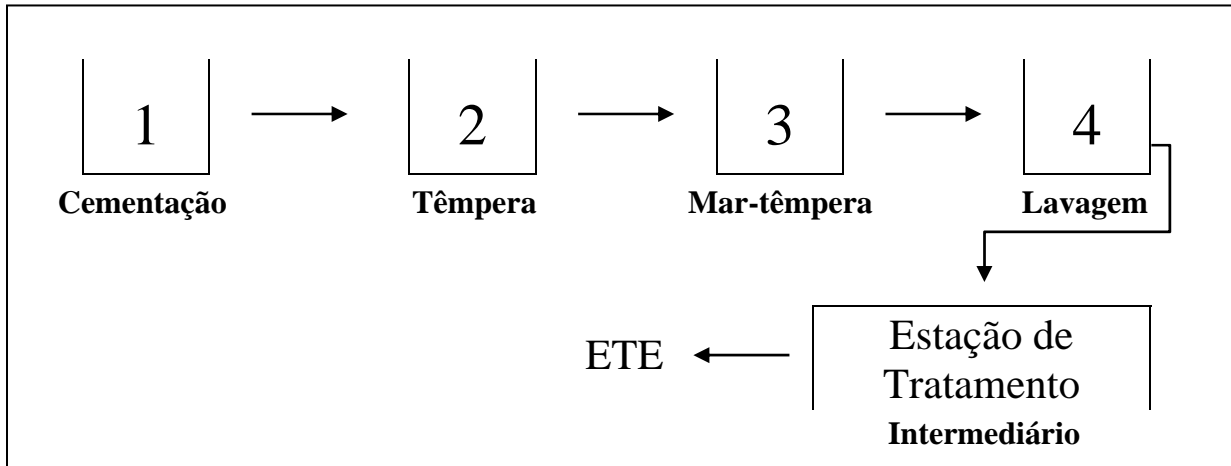 1
2
3
4
Cementação
Têmpera
Mar-têmpera
Lavagem
ETE
Estação de
Tratamento
Intermediário